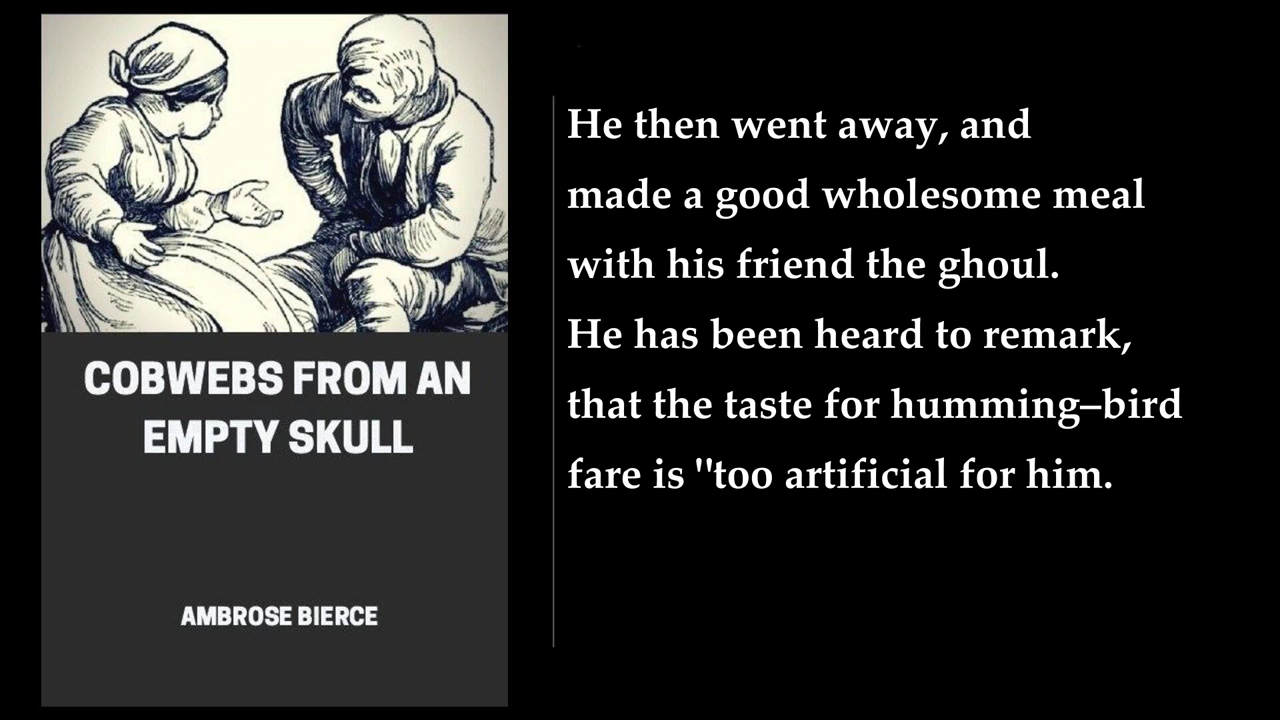 COBWEBS FROM AN
EMPTY SKULL
AMBROSE BIERCE
He then went away, and
made a good wholesome meal
with his friend the ghoul.
He has been heard to remark,
that the taste for humming–bird
fare is "too artificial for him.